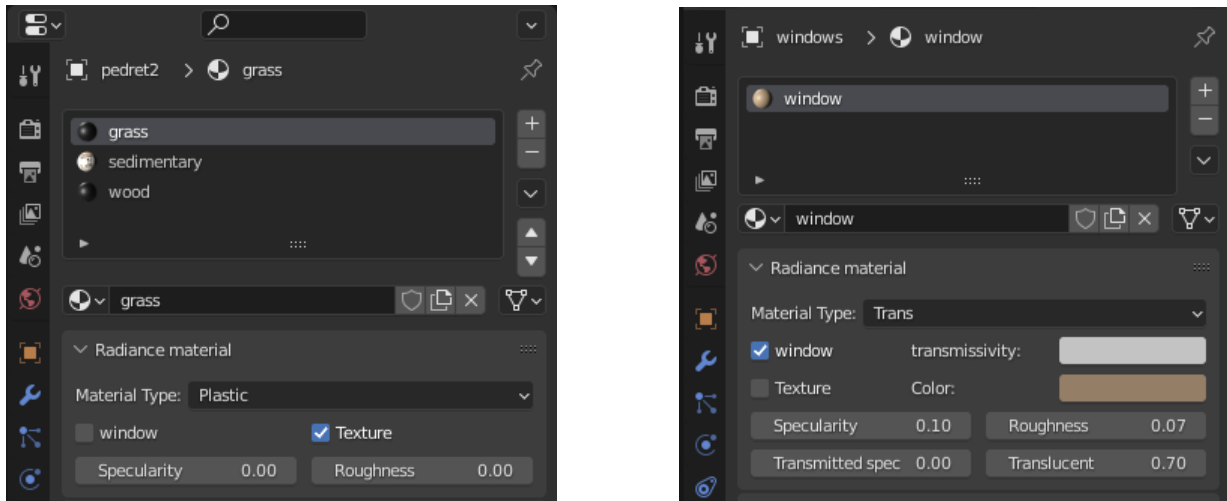 pedret2 > grass
grass
sedimentary
wood
grass
Radiance material
Material Type: Plastic
window Texture
Specularity 0.00 Roughness 0.00
windows > window
window
window
Radiance material
Material Type: Trans
window transmissivity:
Texture Color:
Specularity 0.10 Roughness 0.07
Transmitted spec 0.00 Translucent 0.70